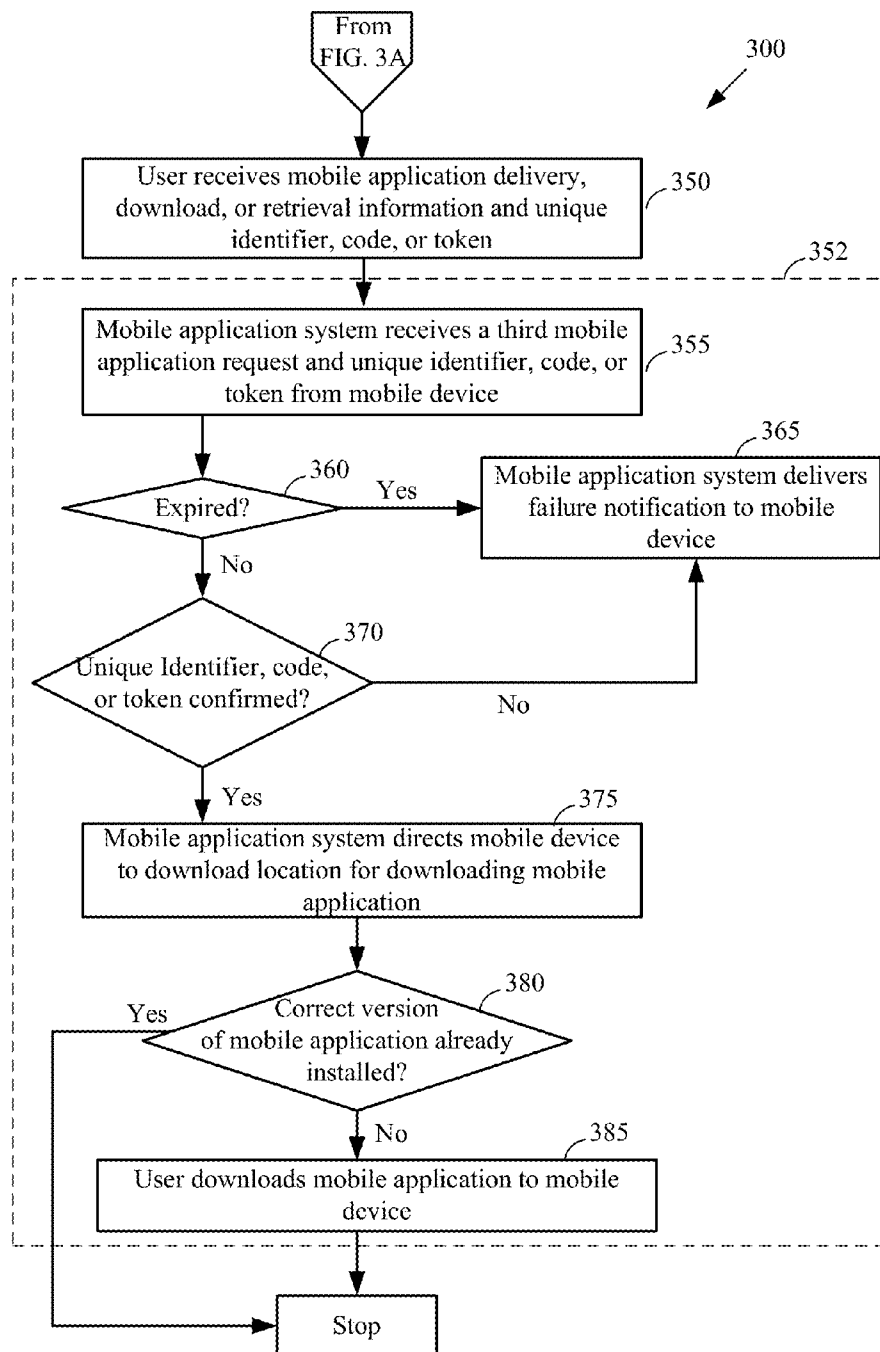 From
FIG. 3A
300
User receives mobile application delivery,
download, or retrieval information and unique
identifier, code, or token
350
352
Mobile application system receives a third mobile
application request and unique identifier, code, or
token from mobile device
355
360
Expired?
Yes
365
Mobile application system delivers
failure notification to mobile
device
No
370
Unique Identifier, code,
or token confirmed?
No
Yes
375
Mobile application system directs mobile device
to download location for downloading mobile
application
380
Yes
Correct version
of mobile application already
installed?
No
385
User downloads mobile application to mobile
device
Stop